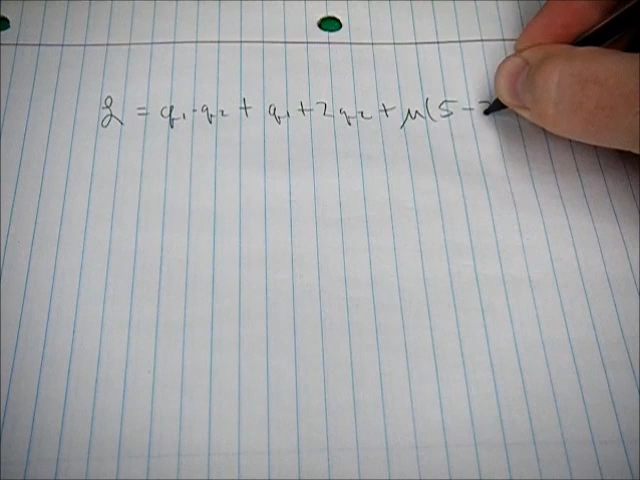 ℒ = q₁·q₂ + q₁ + 2q₂ + μ(5 -